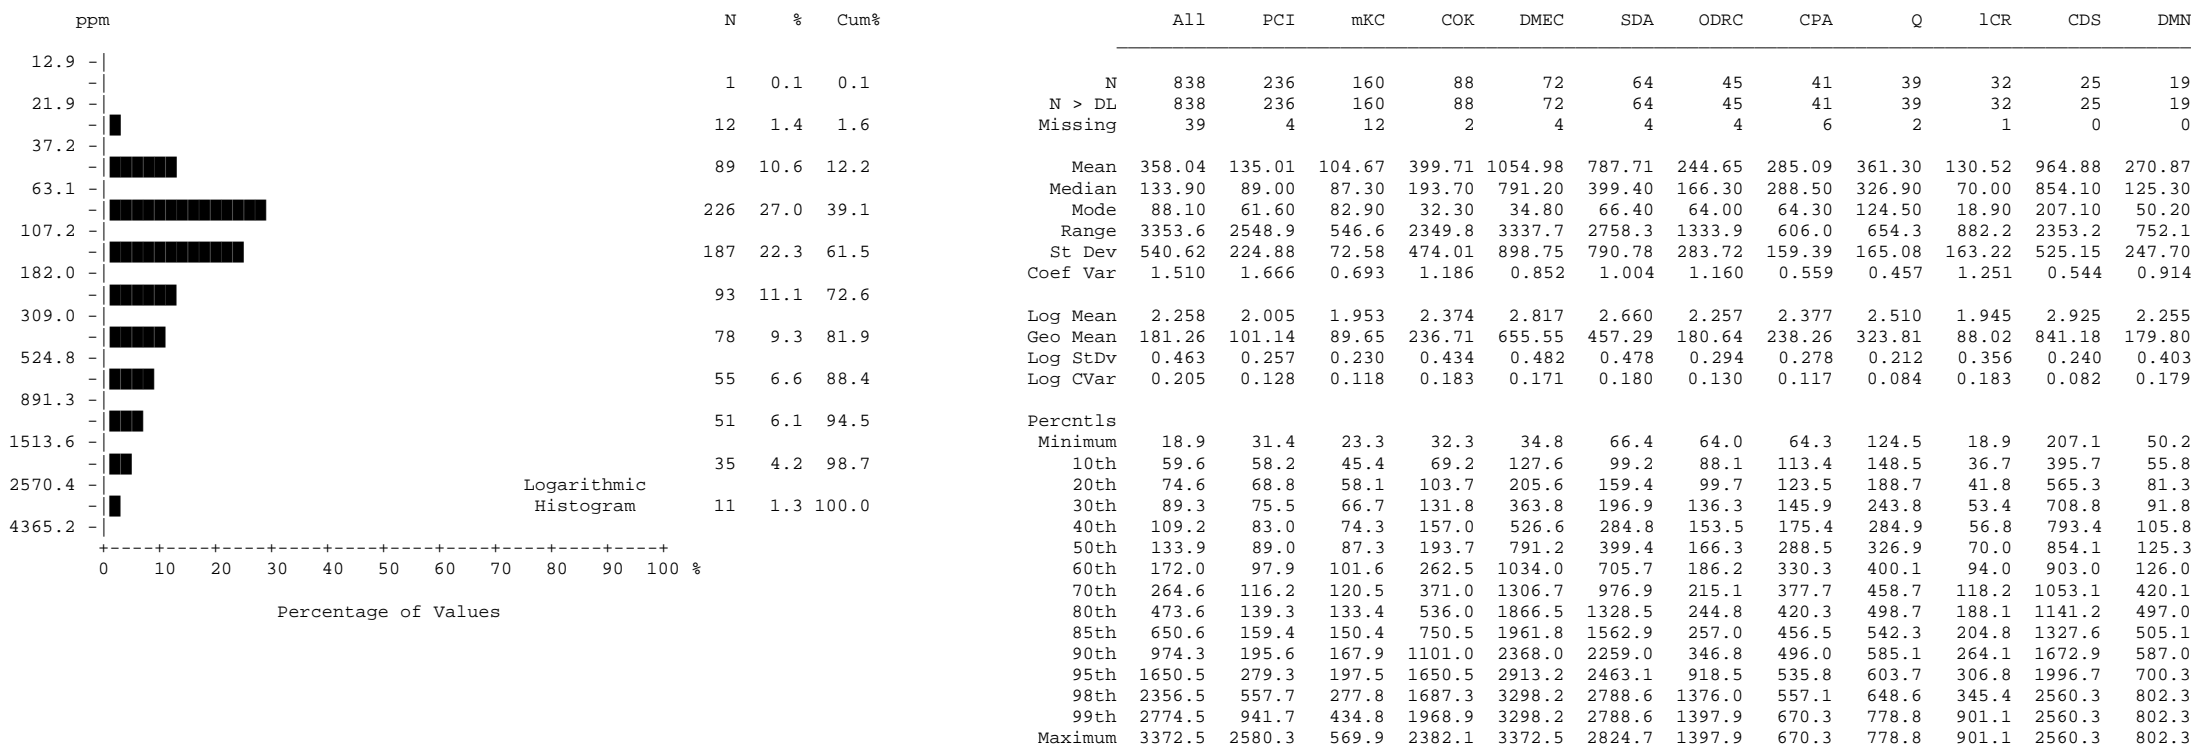 ppm N % Cum% All PCI mKC COK DMEC SDA ODRC CPA Q lCR CDS DMN
12.9
1 0.1 0.1 N 838 236 160 88 72 64 45 41 39 32 25 19
21.9 N > DL 838 236 160 88 72 64 45 41 39 32 25 19
12 1.4 1.6 Missing 39 4 12 2 4 4 4 6 2 1 0 0
37.2
89 10.6 12.2 Mean 358.04 135.01 104.67 399.71 1054.98 787.71 244.65 285.09 361.30 130.52 964.88 270.87
63.1 Median 133.90 89.00 87.30 193.70 791.20 399.40 166.30 288.50 326.90 70.00 854.10 125.30
226 27.0 39.1 Mode 88.10 61.60 82.90 32.30 34.80 66.40 64.00 64.30 124.50 18.90 207.10 50.20
107.2 Range 3353.6 2548.9 546.6 2349.8 3337.7 2758.3 1333.9 606.0 654.3 882.2 2353.2 752.1
187 22.3 61.5 St Dev 540.62 224.88 72.58 474.01 898.75 790.78 283.72 159.39 165.08 163.22 525.15 247.70
182.0 Coef Var 1.510 1.666 0.693 1.186 0.852 1.004 1.160 0.559 0.457 1.251 0.544 0.914
93 11.1 72.6
309.0 Log Mean 2.258 2.005 1.953 2.374 2.817 2.660 2.257 2.377 2.510 1.945 2.925 2.255
78 9.3 81.9 Geo Mean 181.26 101.14 89.65 236.71 655.55 457.29 180.64 238.26 323.81 88.02 841.18 179.80
524.8 Log StDv 0.463 0.257 0.230 0.434 0.482 0.478 0.294 0.278 0.212 0.356 0.240 0.403
55 6.6 88.4 Log CVar 0.205 0.128 0.118 0.183 0.171 0.180 0.130 0.117 0.084 0.183 0.082 0.179
891.3
51 6.1 94.5 Percntls
1513.6 Minimum 18.9 31.4 23.3 32.3 34.8 66.4 64.0 64.3 124.5 18.9 207.1 50.2
35 4.2 98.7 10th 59.6 58.2 45.4 69.2 127.6 99.2 88.1 113.4 148.5 36.7 395.7 55.8
2570.4 Logarithmic 20th 74.6 68.8 58.1 103.7 205.6 159.4 99.7 123.5 188.7 41.8 565.3 81.3
Histogram 11 1.3 100.0 30th 89.3 75.5 66.7 131.8 363.8 196.9 136.3 145.9 243.8 53.4 708.8 91.8
4365.2 40th 109.2 83.0 74.3 157.0 526.6 284.8 153.5 175.4 284.9 56.8 793.4 105.8
50th 133.9 89.0 87.3 193.7 791.2 399.4 166.3 288.5 326.9 70.0 854.1 125.3
0 10 20 30 40 50 60 70 80 90 100 % 60th 172.0 97.9 101.6 262.5 1034.0 705.7 186.2 330.3 400.1 94.0 903.0 126.0
70th 264.6 116.2 120.5 371.0 1306.7 976.9 215.1 377.7 458.7 118.2 1053.1 420.1
Percentage of Values 80th 473.6 139.3 133.4 536.0 1866.5 1328.5 244.8 420.3 498.7 188.1 1141.2 497.0
85th 650.6 159.4 150.4 750.5 1961.8 1562.9 257.0 456.5 542.3 204.8 1327.6 505.1
90th 974.3 195.6 167.9 1101.0 2368.0 2259.0 346.8 496.0 585.1 264.1 1672.9 587.0
95th 1650.5 279.3 197.5 1650.5 2913.2 2463.1 918.5 535.8 603.7 306.8 1996.7 700.3
98th 2356.5 557.7 277.8 1687.3 3298.2 2788.6 1376.0 557.1 648.6 345.4 2560.3 802.3
99th 2774.5 941.7 434.8 1968.9 3298.2 2788.6 1397.9 670.3 778.8 901.1 2560.3 802.3
Maximum 3372.5 2580.3 569.9 2382.1 3372.5 2824.7 1397.9 670.3 778.8 901.1 2560.3 802.3